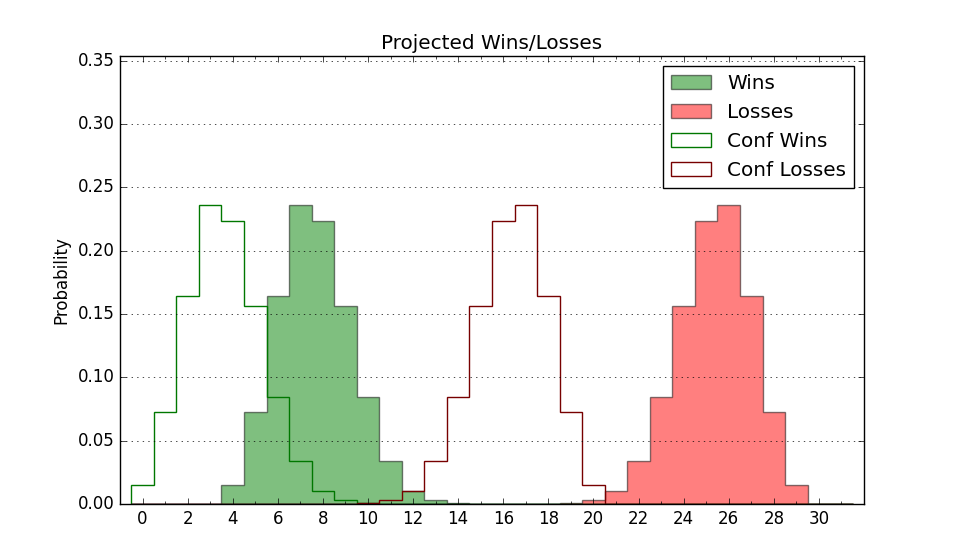 Projected Wins/Losses
0.35
0.30
0.25
0.20
0.15
0.10
0.05
0.00
Probability
Wins
Losses
Conf Wins
Conf Losses
0 2 4 6 8 10 12 14 16 18 20 22 24 26 28 30